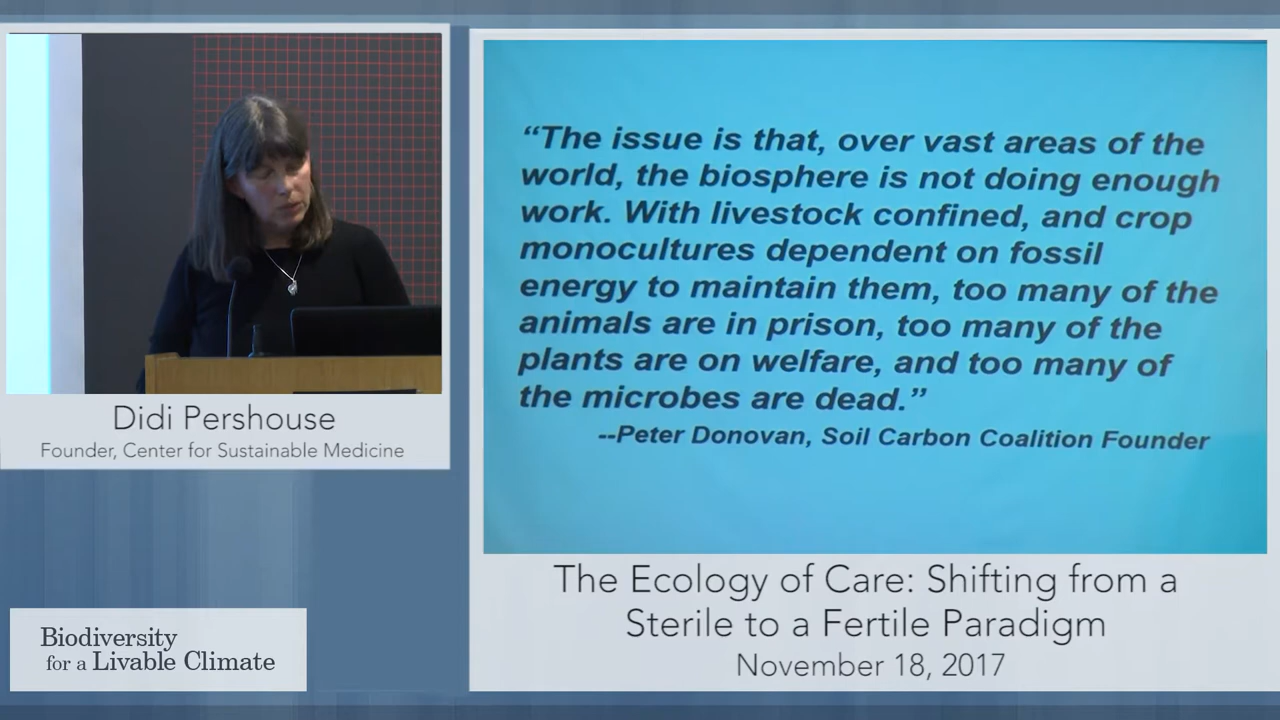 Didi Pershouse
Founder, Center for Sustainable Medicine
Biodiversity
for a Livable Climate
“The issue is that, over vast areas of the
world, the biosphere is not doing enough
work. With livestock confined, and crop
monocultures dependent on fossil
energy to maintain them, too many of the
animals are in prison, too many of the
plants are on welfare, and too many of
the microbes are dead.”
--Peter Donovan, Soil Carbon Coalition Founder
The Ecology of Care: Shifting from a
Sterile to a Fertile Paradigm
November 18, 2017